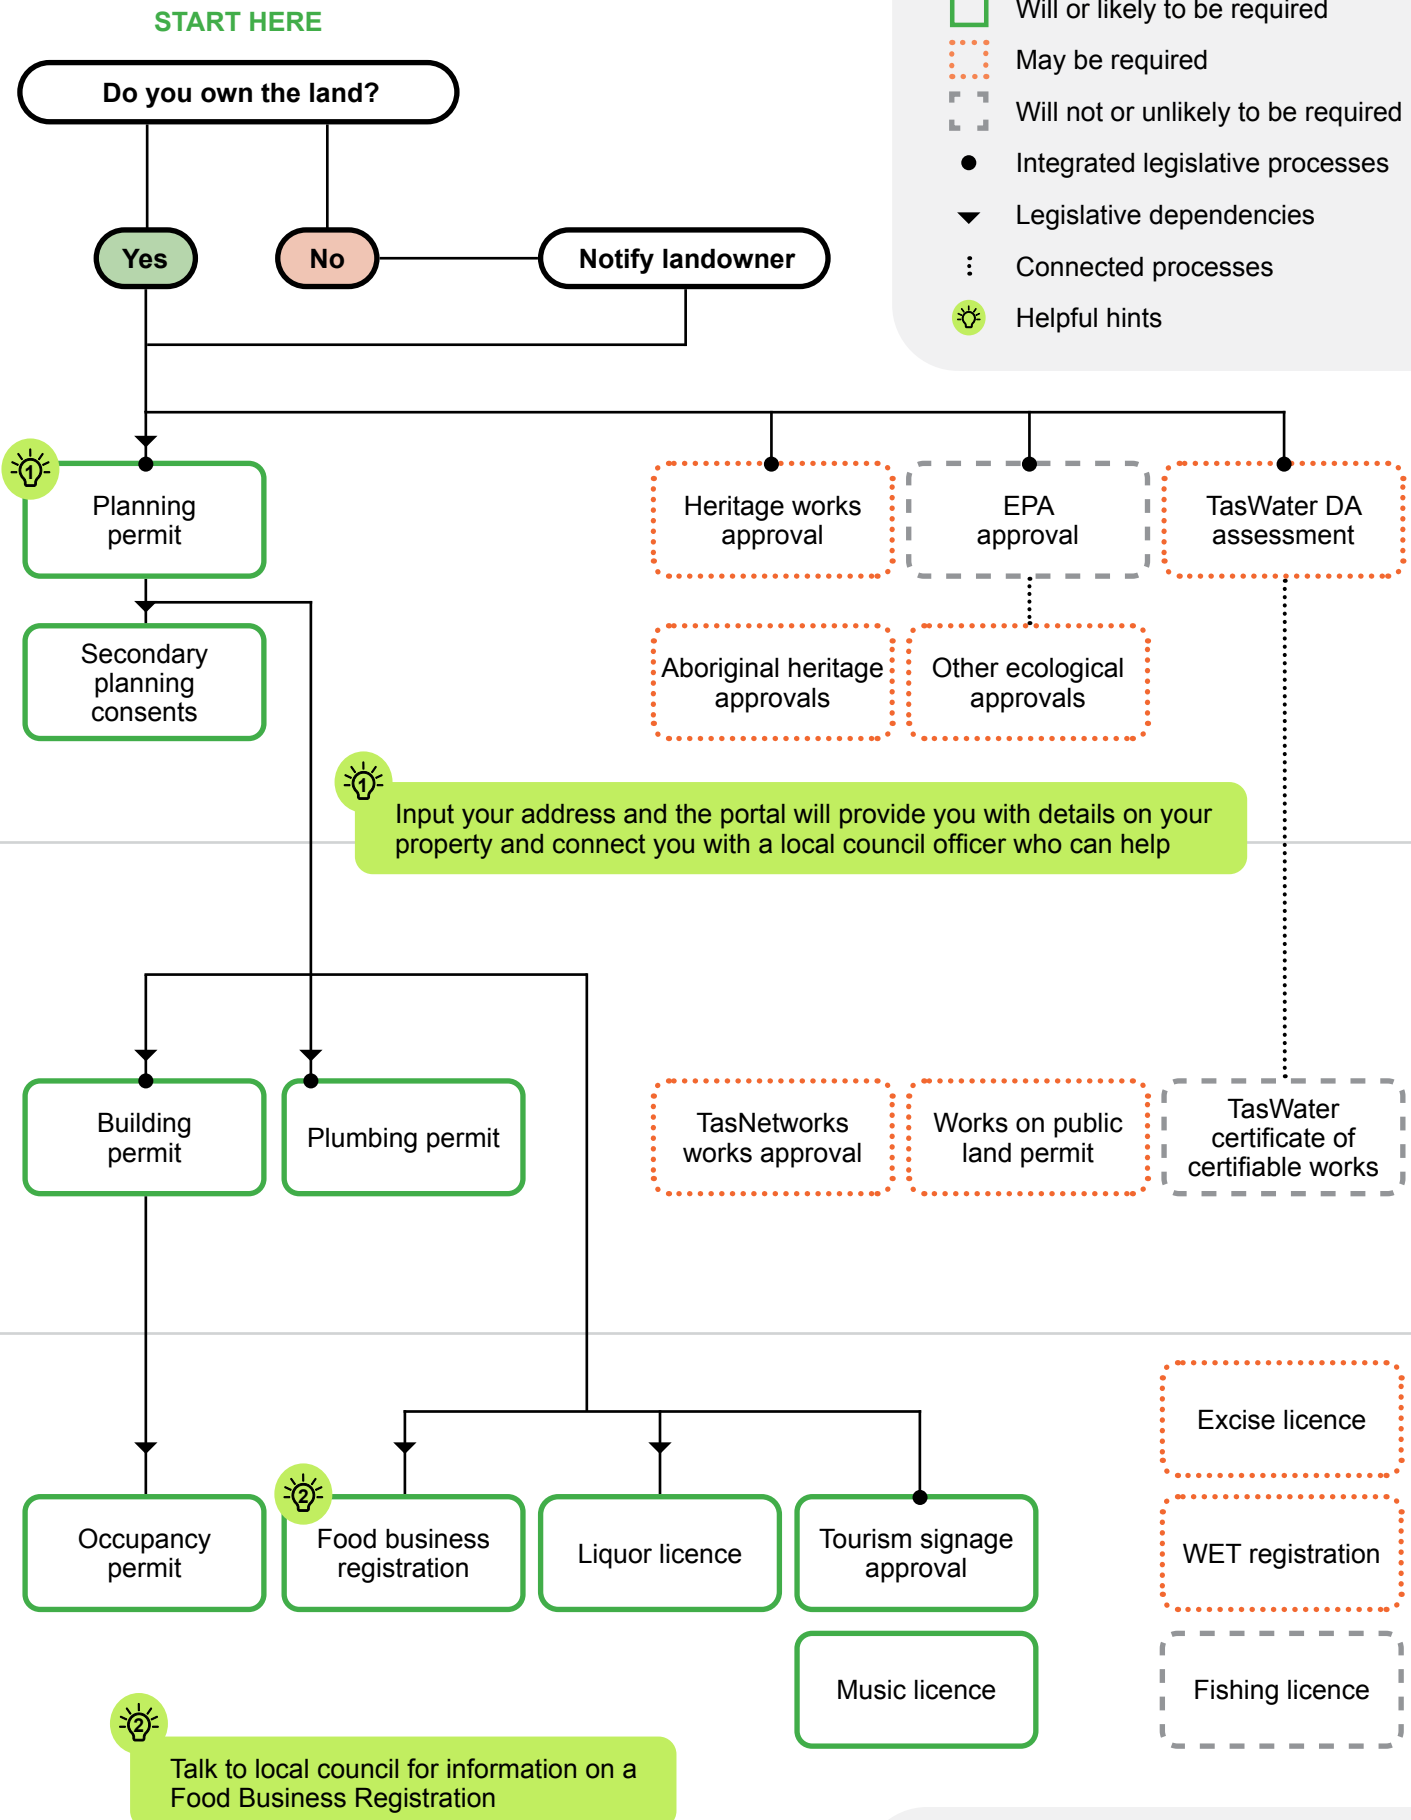 START HERE
Will or likely to be required
May be required
Will not or unlikely to be required
Integrated legislative processes
Legislative dependencies
Connected processes
Helpful hints
Do you own the land?
Yes
No
Notify landowner
1
Planning
permit
Heritage works
approval
EPA
approval
TasWater DA
assessment
Secondary
planning
consents
Aboriginal heritage
approvals
Other ecological
approvals
1
Input your address and the portal will provide you with details on your
property and connect you with a local council officer who can help
Building
permit
Plumbing permit
TasNetworks
works approval
Works on public
land permit
TasWater
certificate of
certifiable works
Excise licence
2
Occupancy
permit
Food business
registration
Liquor licence
Tourism signage
approval
WET registration
Music licence
Fishing licence
2
Talk to local council for information on a
Food Business Registration